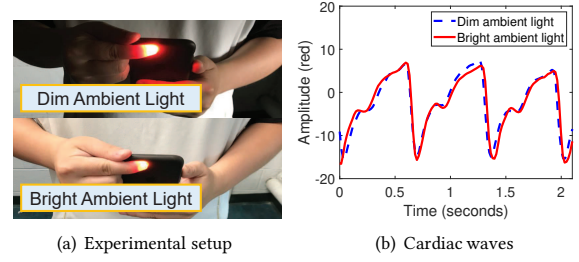 Dim Ambient Light
Bright Ambient Light
(a) Experimental setup
20
10
0
-10
-20
Amplitude (red)
Dim ambient light
Bright ambient light
0
0.5
1
1.5
2
Time (seconds)
(b) Cardiac waves